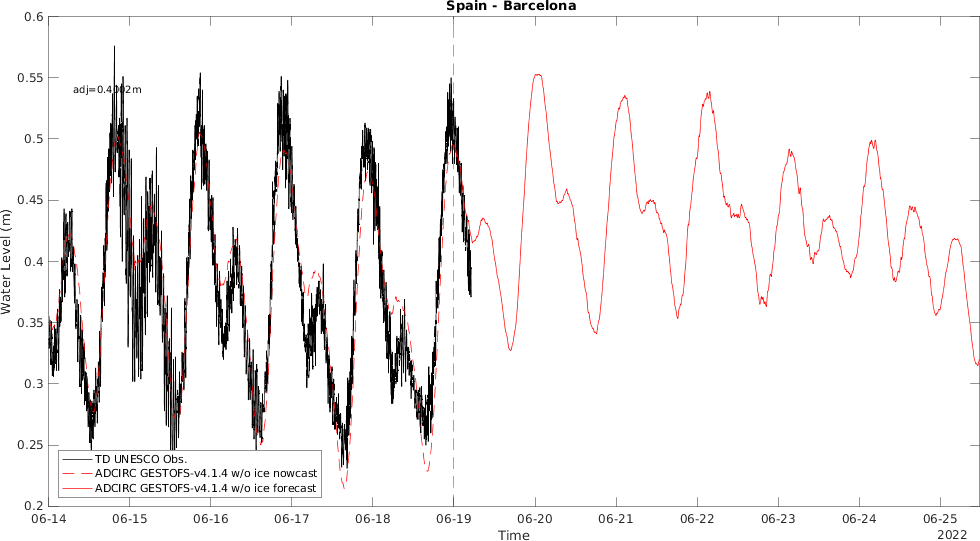 Spain - Barcelona
0.6
0.55
0.5
0.45
0.4
0.35
0.3
0.25
0.2
Water Level (m)
adj=0.4002m
TD UNESCO Obs.
ADCIRC GESTOFS-v4.1.4 w/o ice nowcast
ADCIRC GESTOFS-v4.1.4 w/o ice forecast
06-14 06-15 06-16 06-17 06-18 06-19 06-20 06-21 06-22 06-23 06-24 06-25
Time
2022